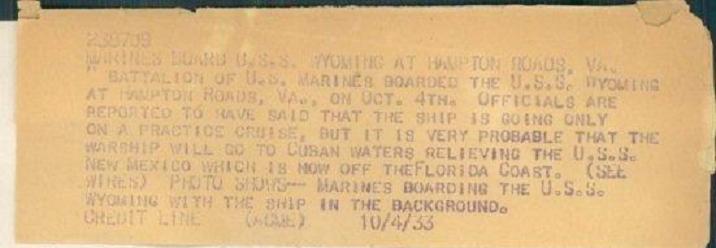 238709
MARINES BOARD U.S.S. WYOMING AT HAMPTON ROADS, VA.
BATTALION OF U.S. MARINES BOARDED THE U.S.S. WYOMING
AT HAMPTON ROADS, VA., ON OCT. 4TH. OFFICIALS ARE
REPORTED TO HAVE SAID THAT THE SHIP IS GOING ONLY
ON A PRACTICE CRUISE, BUT IT IS VERY PROBABLE THAT THE
WARSHIP WILL GO TO CUBAN WATERS RELIEVING THE U.S.S.
NEW MEXICO WHICH IS NOW OFF THEFLORIDA COAST. (SEE
WIRES) PHOTO SHOWS-- MARINES BOARDING THE U.S.S.
WYOMING WITH THE SHIP IN THE BACKGROUND.
CREDIT LINE (ACME) 10/4/33